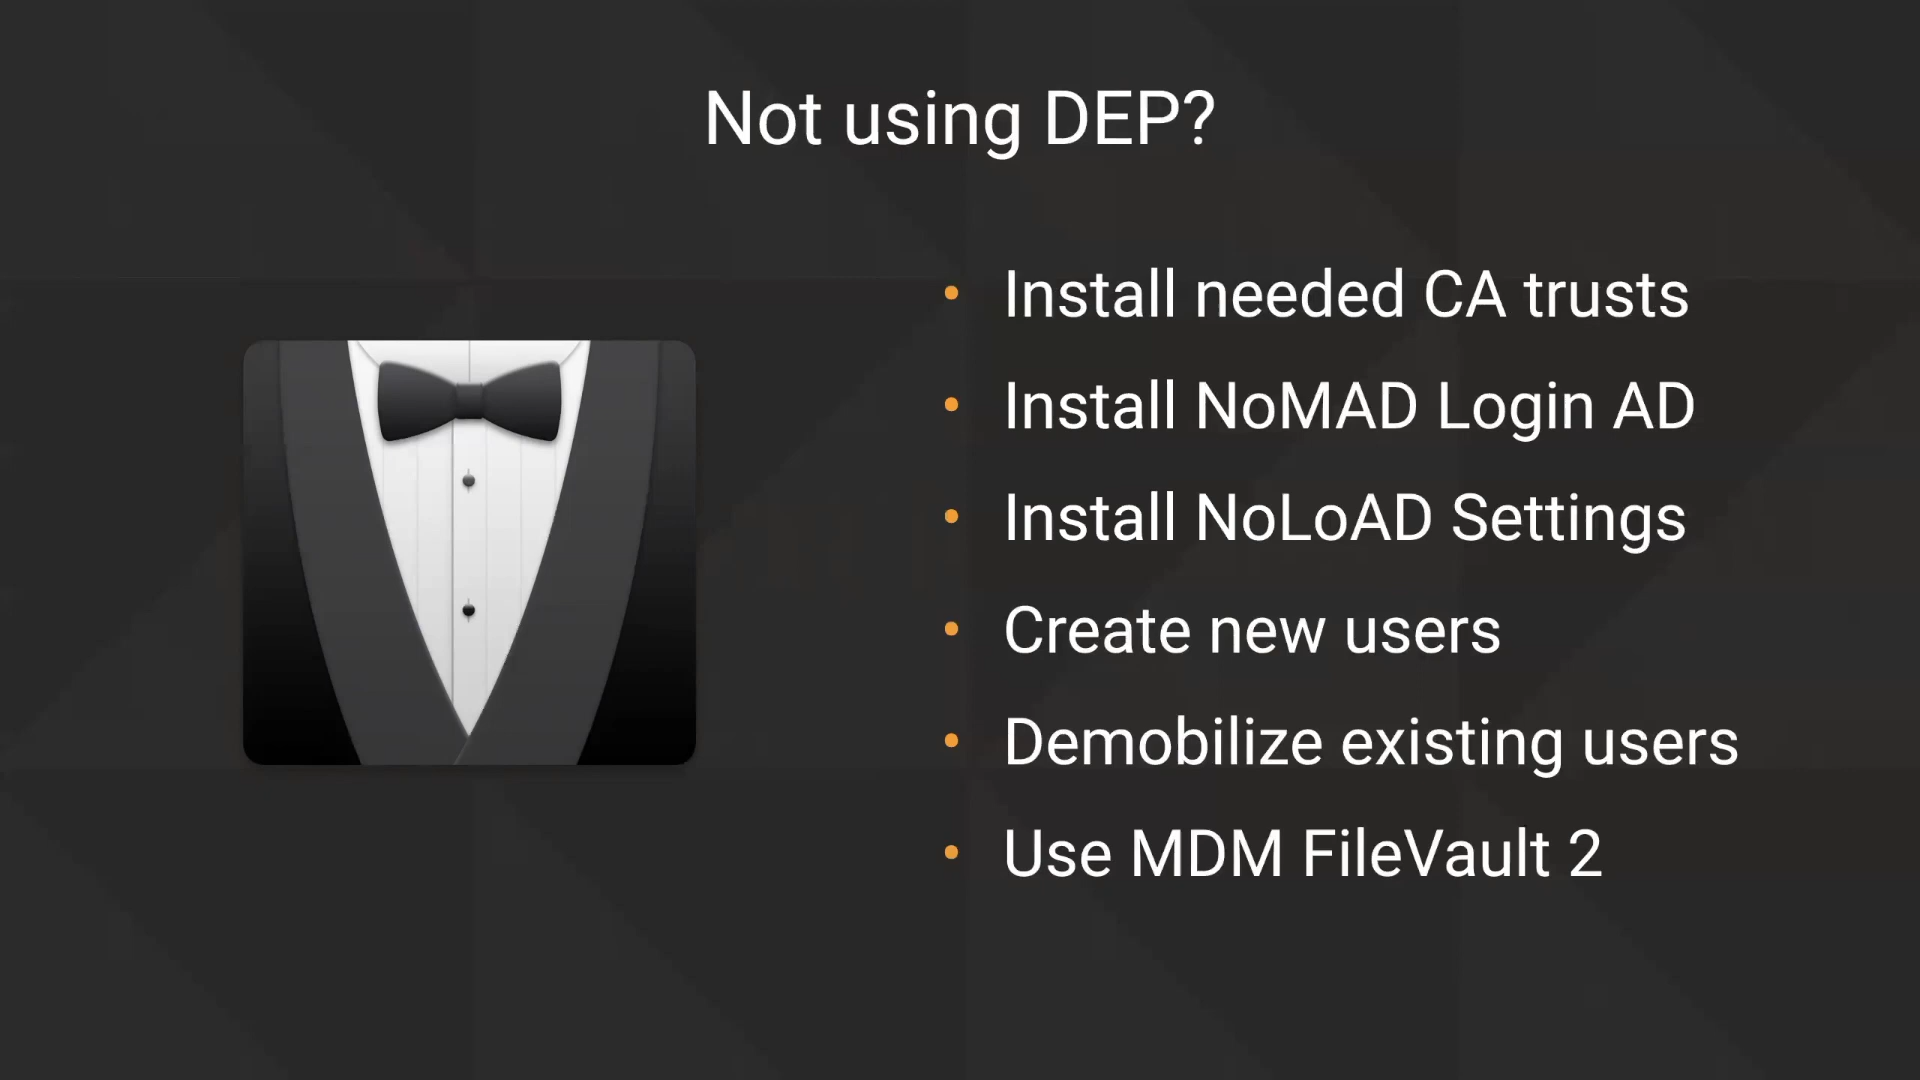 Not using DEP?
• Install needed CA trusts
• Install NoMAD Login AD
• Install NoLoAD Settings
• Create new users
• Demobilize existing users
• Use MDM FileVault 2